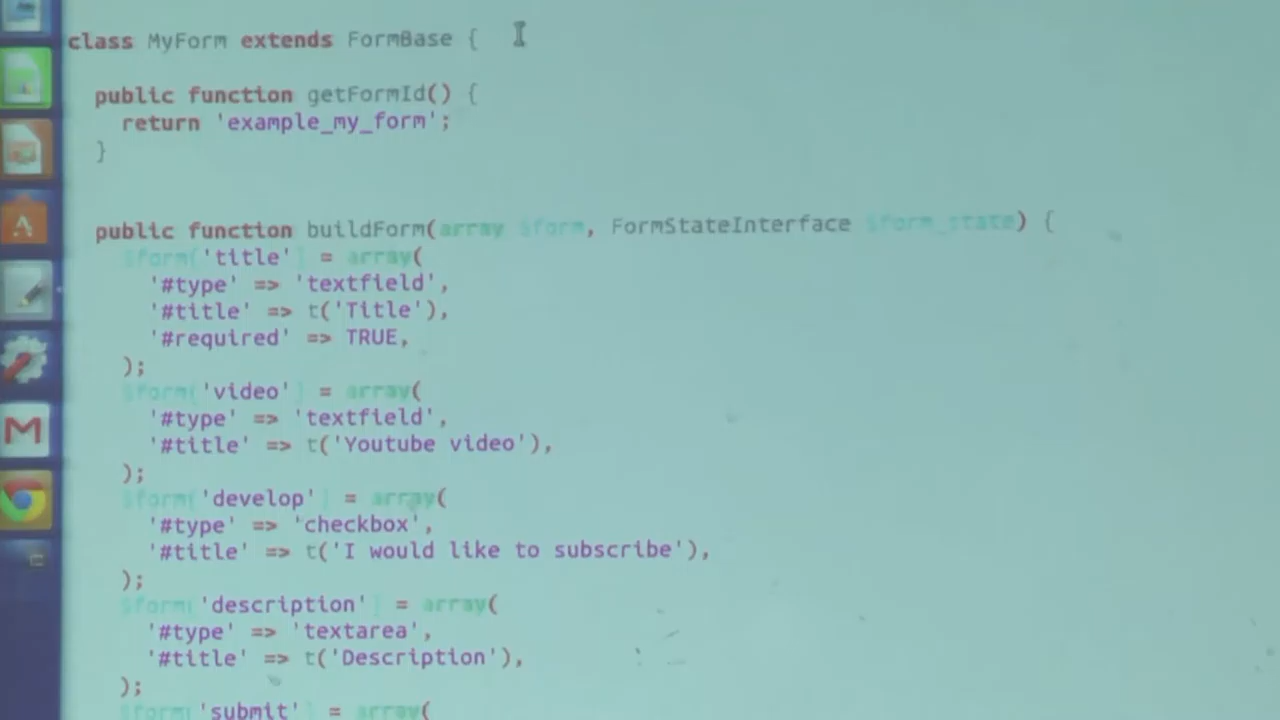 class MyForm extends FormBase {
public function getFormId() {
return 'example_my_form';
}
public function buildForm(array $form, FormStateInterface $form_state) {
$form['title'] = array(
'#type' => 'textfield',
'#title' => t('Title'),
'#required' => TRUE,
);
$form['video'] = array(
'#type' => 'textfield',
'#title' => t('Youtube video'),
);
$form['develop'] = array(
'#type' => 'checkbox',
'#title' => t('I would like to subscribe'),
);
$form['description'] = array(
'#type' => 'textarea',
'#title' => t('Description'),
);
$form['submit'] = array(